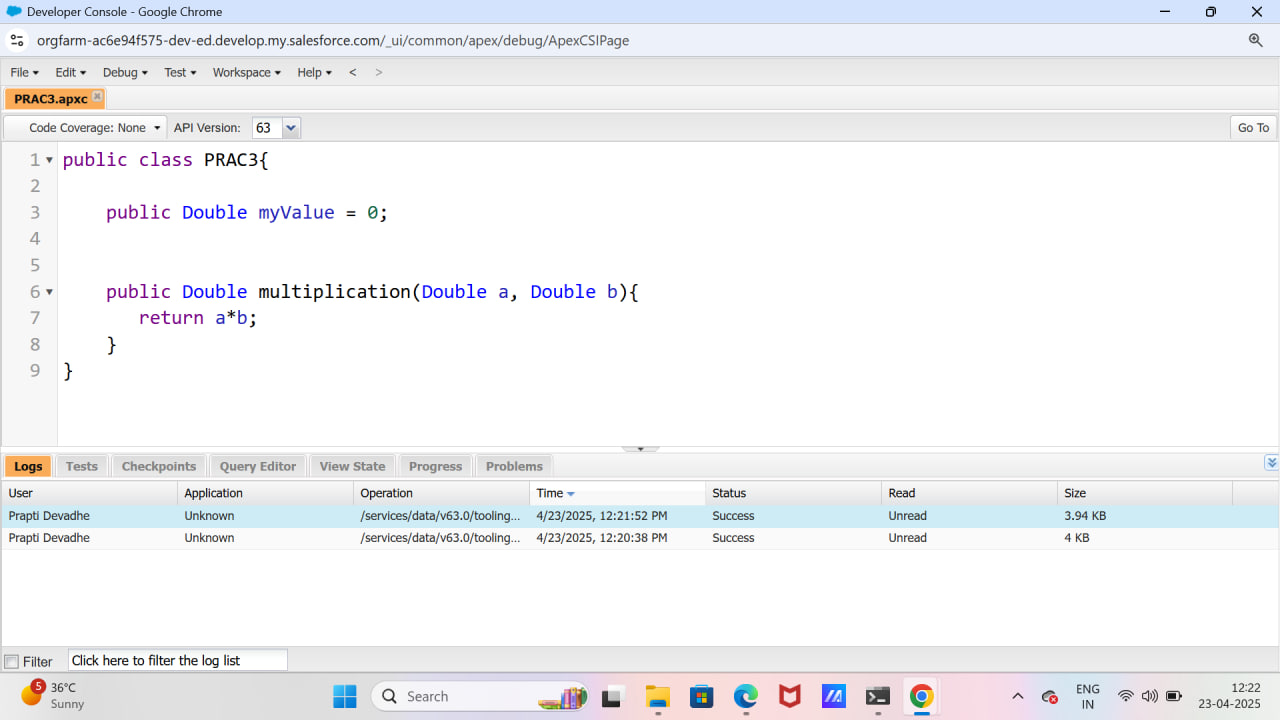 Developer Console - Google Chrome
orgfarm-ac6e94f575-dev-ed.develop.my.salesforce.com/_ui/common/apex/debug/ApexCSIPage
File Edit Debug Test Workspace Help < >
PRAC3.apxc
Code Coverage: None API Version: 63 Go To
1 public class PRAC3{
2
3 public Double myValue = 0;
4
5
6 public Double multiplication(Double a, Double b){
7 return a*b;
8 }
9 }
Logs Tests Checkpoints Query Editor View State Progress Problems
User Application Operation Time Status Read Size
Prapti Devadhe Unknown /services/data/v63.0/tooling... 4/23/2025, 12:21:52 PM Success Unread 3.94 KB
Prapti Devadhe Unknown /services/data/v63.0/tooling... 4/23/2025, 12:20:38 PM Success Unread 4 KB
Filter Click here to filter the log list
5 36°C Search ENG 12:22
Sunny IN 23-04-2025